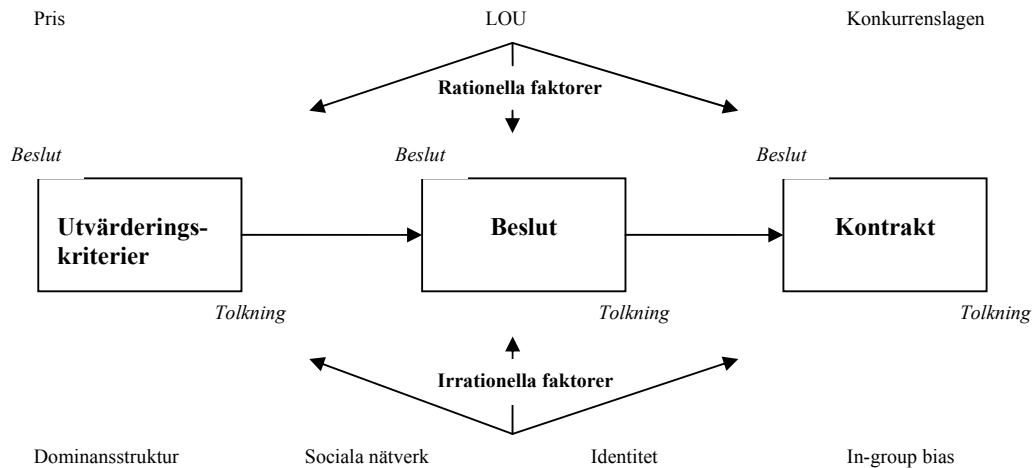 Pris LOU Konkurrenslagen
Rationella faktorer
Beslut Beslut Beslut
Utvärderings-
kriterier
Beslut
Kontrakt
Tolkning Tolkning Tolkning
Irrationella faktorer
Dominansstruktur Sociala nätverk Identitet In-group bias